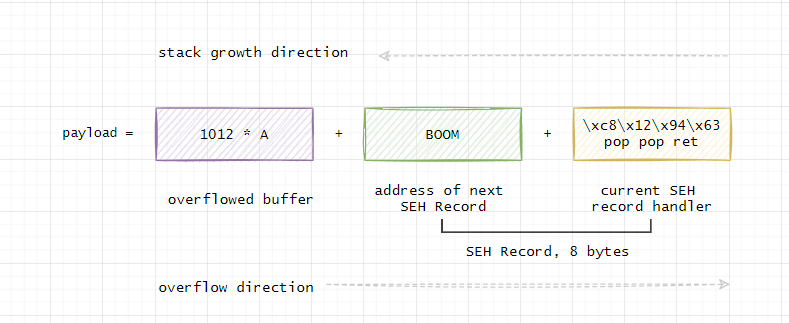 stack growth direction
payload = 1012 * A + BOOM + \xc8\x12\x94\x63
pop pop ret
overflowed buffer
address of next
SEH Record
current SEH
record handler
SEH Record, 8 bytes
overflow direction